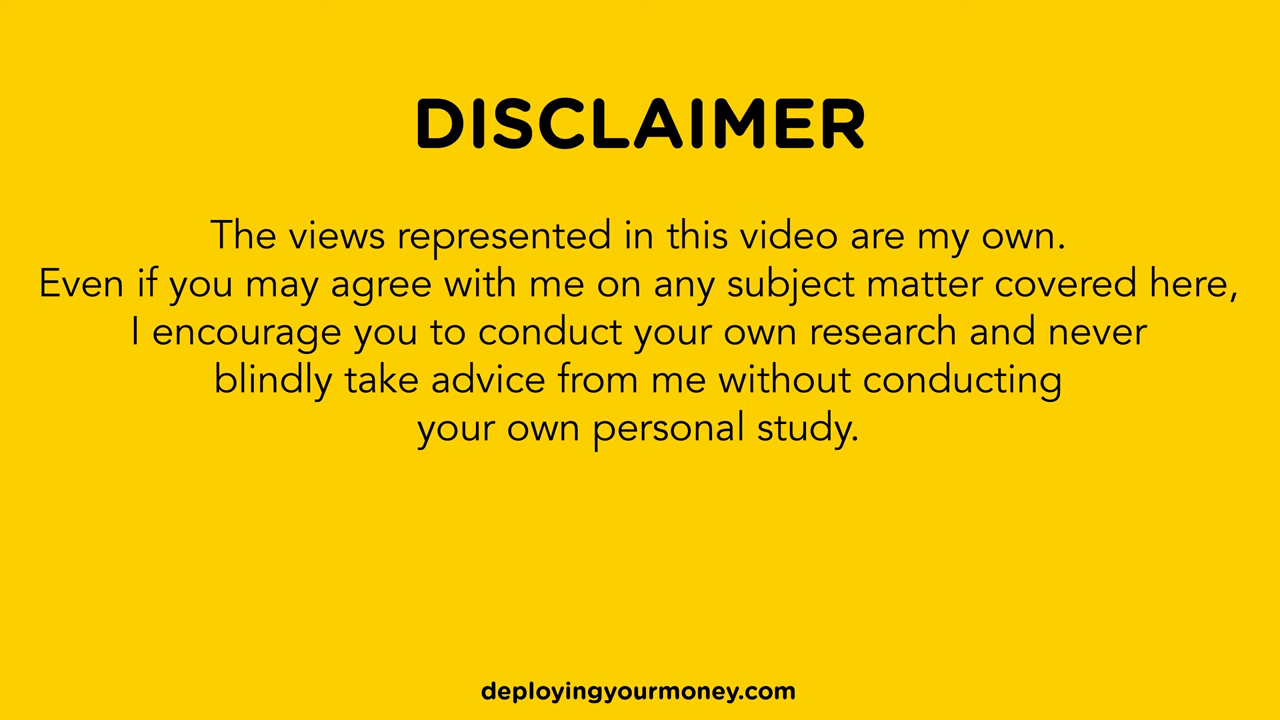 DISCLAIMER
The views represented in this video are my own.
Even if you may agree with me on any subject matter covered here,
I encourage you to conduct your own research and never
blindly take advice from me without conducting
your own personal study.
deployingyourmoney.com